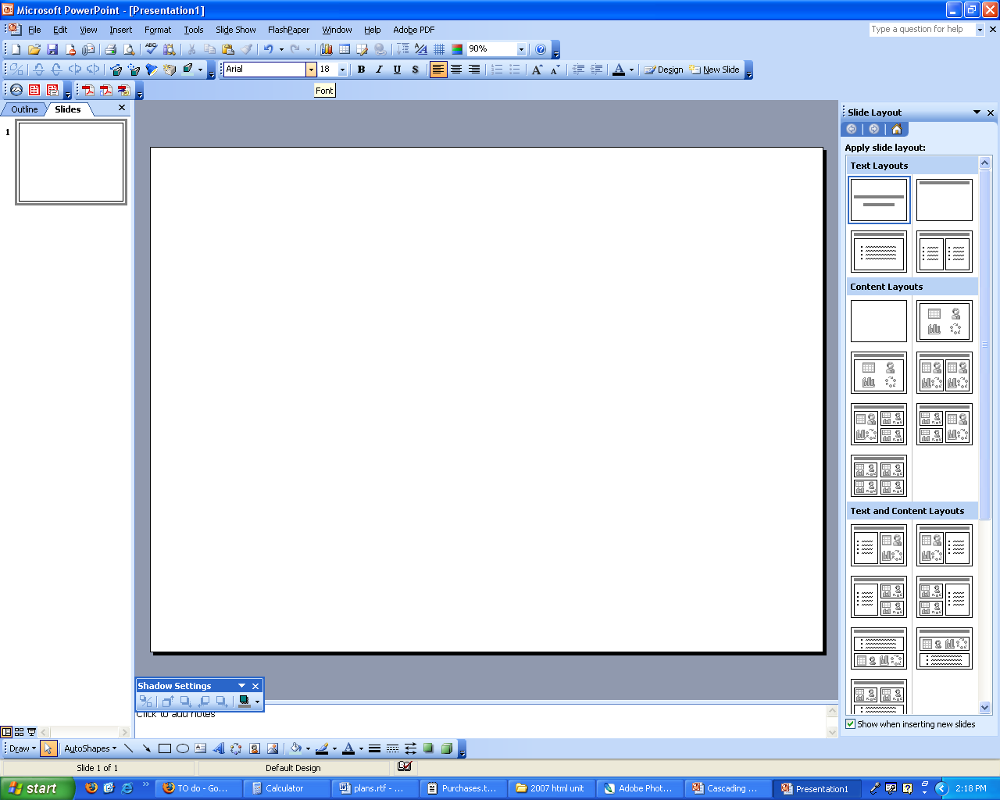 Microsoft PowerPoint - [Presentation1]
File Edit View Insert Format Tools Slide Show FlashPaper Window Help Adobe PDF
Type a question for help
90%
Arial 18 B I U S A A A Design New Slide
Font
Outline Slides
1
Slide Layout
Apply slide layout:
Text Layouts
Content Layouts
Text and Content Layouts
Show when inserting new slides
Shadow Settings
Click to add notes
Draw AutoShapes A
Slide 1 of 1 Default Design
start TO do - Go... Calculator plans.rtf - ... Purchases.t... 2007 html unit Adobe Phot... Cascading ... Presentation1 2:18 PM